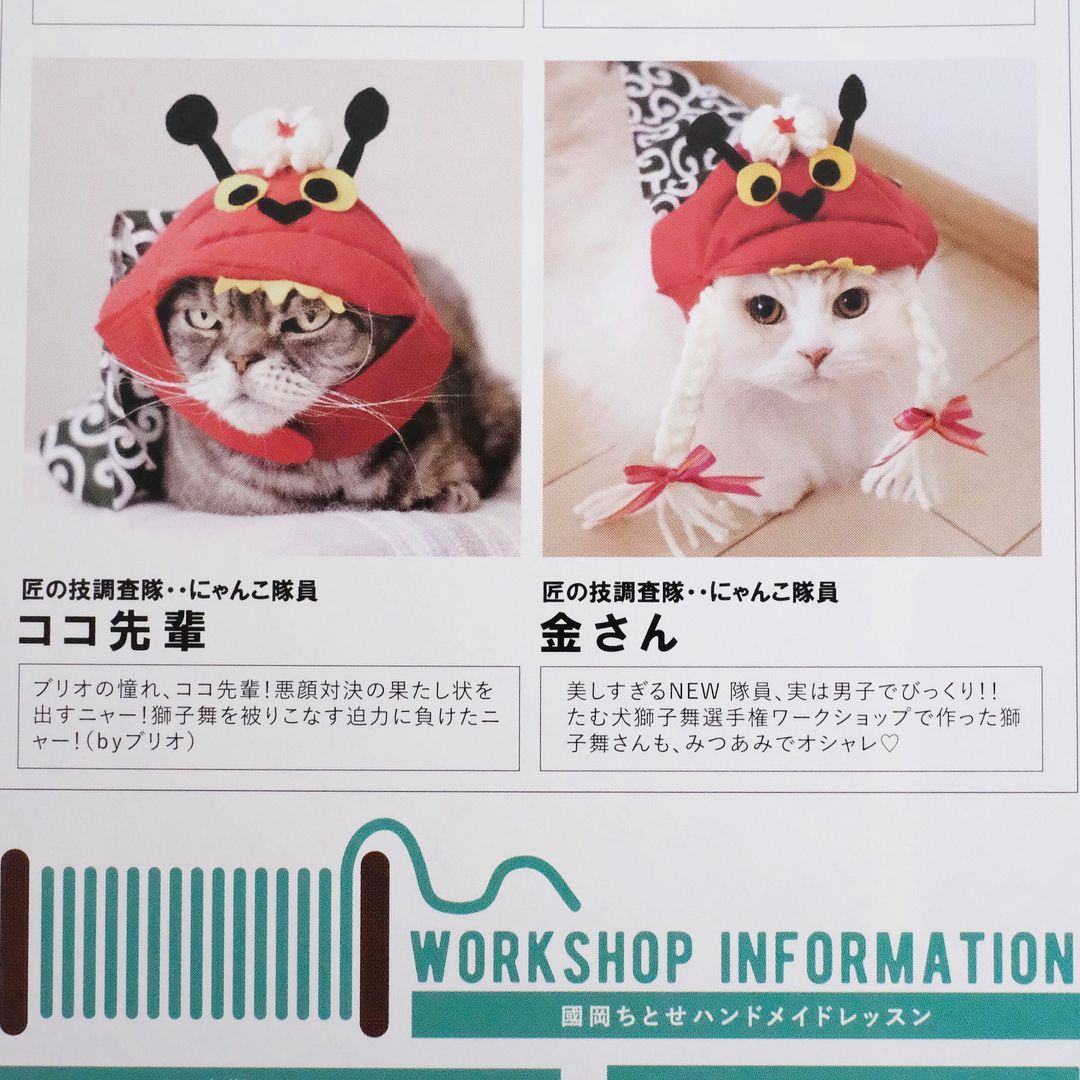 匠の技調査隊‥にゃんこ隊員
ココ先輩
ブリオの憧れ、ココ先輩！悪顔対決の果たし状を
出すニャー！獅子舞を被りこなす迫力に負けたニ
ャー！（byブリオ）
匠の技調査隊‥にゃんこ隊員
金さん
美しすぎるNEW 隊員、実は男子でびっくり！！
たむ犬獅子舞選手権ワークショップで作った獅
子舞さんも、みつあみでオシャレ♡
WORKSHOP INFORMATION
國岡ちとせハンドメイドレッスン